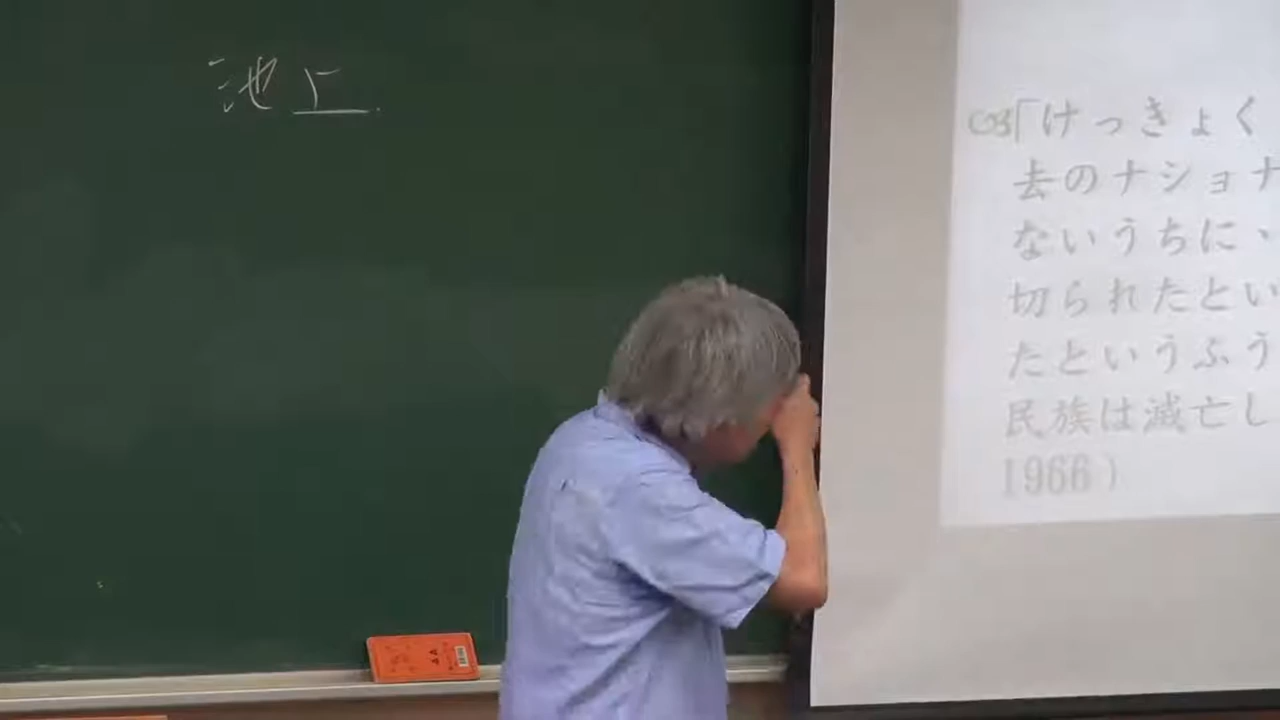 池上
「けっきょく
去のナショナ
ないうちに、
切られたとい
たというふう
民族は滅亡し
1966）